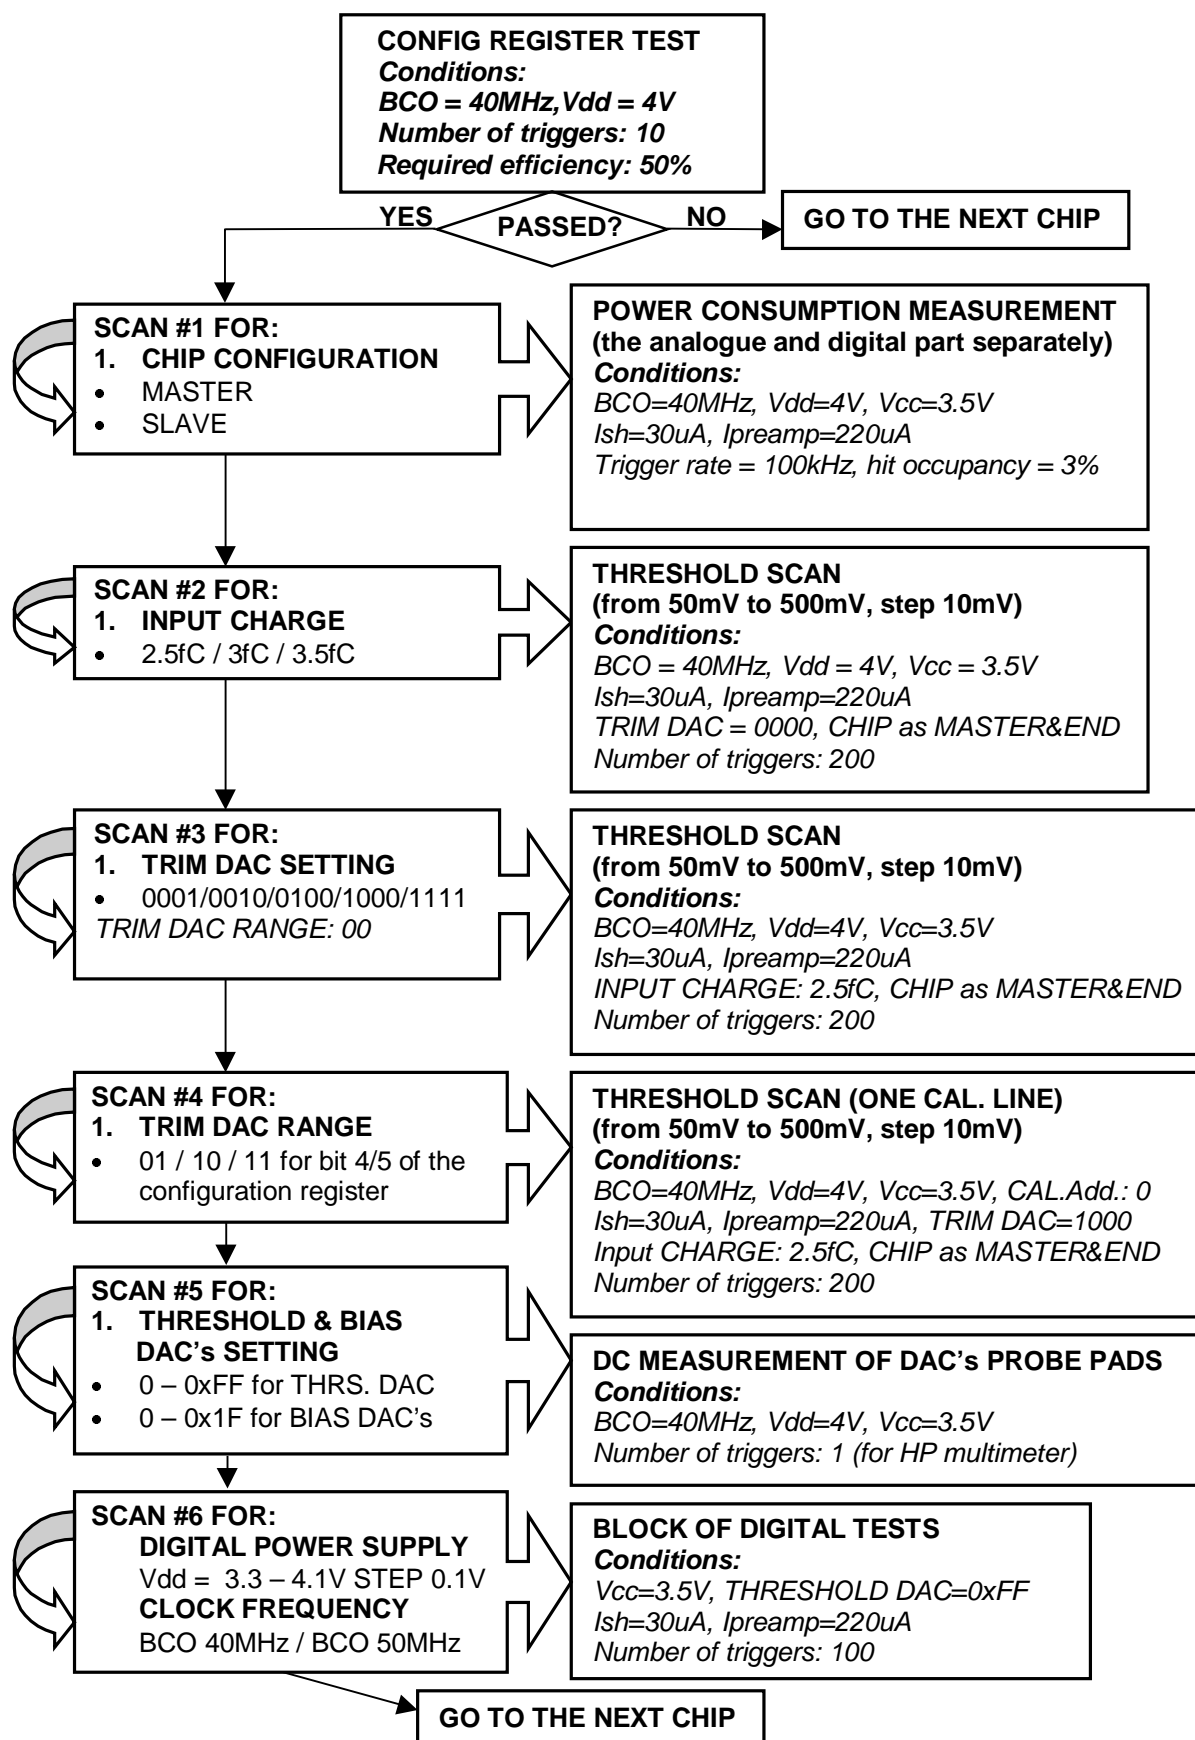 CONFIG REGISTER TEST
Conditions:
BCO = 40MHz,Vdd = 4V
Number of triggers: 10
Required efficiency: 50%
YES
PASSED?
NO
GO TO THE NEXT CHIP
SCAN #1 FOR:
1. CHIP CONFIGURATION
• MASTER
• SLAVE
POWER CONSUMPTION MEASUREMENT
(the analogue and digital part separately)
Conditions:
BCO=40MHz, Vdd=4V, Vcc=3.5V
Ish=30uA, Ipreamp=220uA
Trigger rate = 100kHz, hit occupancy = 3%
SCAN #2 FOR:
1. INPUT CHARGE
• 2.5fC / 3fC / 3.5fC
THRESHOLD SCAN
(from 50mV to 500mV, step 10mV)
Conditions:
BCO = 40MHz, Vdd = 4V, Vcc = 3.5V
Ish=30uA, Ipreamp=220uA
TRIM DAC = 0000, CHIP as MASTER&END
Number of triggers: 200
SCAN #3 FOR:
1. TRIM DAC SETTING
• 0001/0010/0100/1000/1111
TRIM DAC RANGE: 00
THRESHOLD SCAN
(from 50mV to 500mV, step 10mV)
Conditions:
BCO=40MHz, Vdd=4V, Vcc=3.5V
Ish=30uA, Ipreamp=220uA
INPUT CHARGE: 2.5fC, CHIP as MASTER&END
Number of triggers: 200
SCAN #4 FOR:
1. TRIM DAC RANGE
• 01 / 10 / 11 for bit 4/5 of the
configuration register
THRESHOLD SCAN (ONE CAL. LINE)
(from 50mV to 500mV, step 10mV)
Conditions:
BCO=40MHz, Vdd=4V, Vcc=3.5V, CAL.Add.: 0
Ish=30uA, Ipreamp=220uA, TRIM DAC=1000
Input CHARGE: 2.5fC, CHIP as MASTER&END
Number of triggers: 200
SCAN #5 FOR:
1. THRESHOLD & BIAS
DAC's SETTING
• 0 – 0xFF for THRS. DAC
• 0 – 0x1F for BIAS DAC's
DC MEASUREMENT OF DAC's PROBE PADS
Conditions:
BCO=40MHz, Vdd=4V, Vcc=3.5V
Number of triggers: 1 (for HP multimeter)
SCAN #6 FOR:
DIGITAL POWER SUPPLY
Vdd = 3.3 – 4.1V STEP 0.1V
CLOCK FREQUENCY
BCO 40MHz / BCO 50MHz
BLOCK OF DIGITAL TESTS
Conditions:
Vcc=3.5V, THRESHOLD DAC=0xFF
Ish=30uA, Ipreamp=220uA
Number of triggers: 100
GO TO THE NEXT CHIP